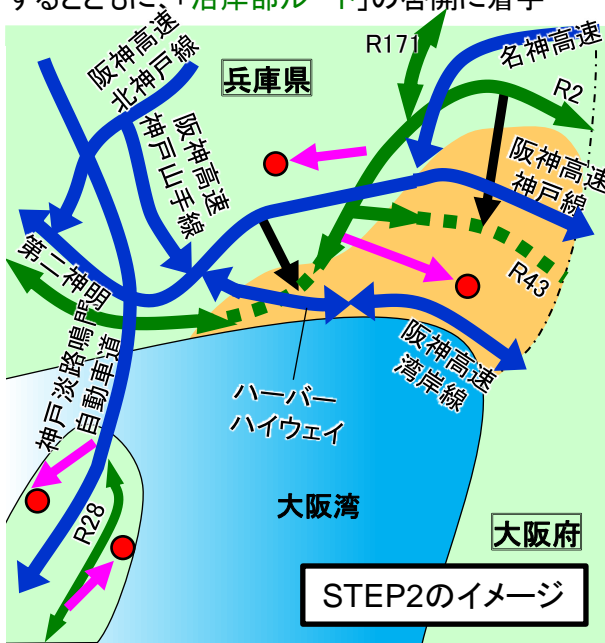 するとともに、「沿岸部ルート」の啓開に着手
阪神高速
北神戸線
兵庫県
R171
名神高速
R2
阪神高速
神戸山手線
阪神高速
神戸線
第二神明
R43
神戸淡路鳴門
自動車道
阪神高速
湾岸線
ハーバー
ハイウェイ
R28
大阪湾
大阪府
STEP2のイメージ